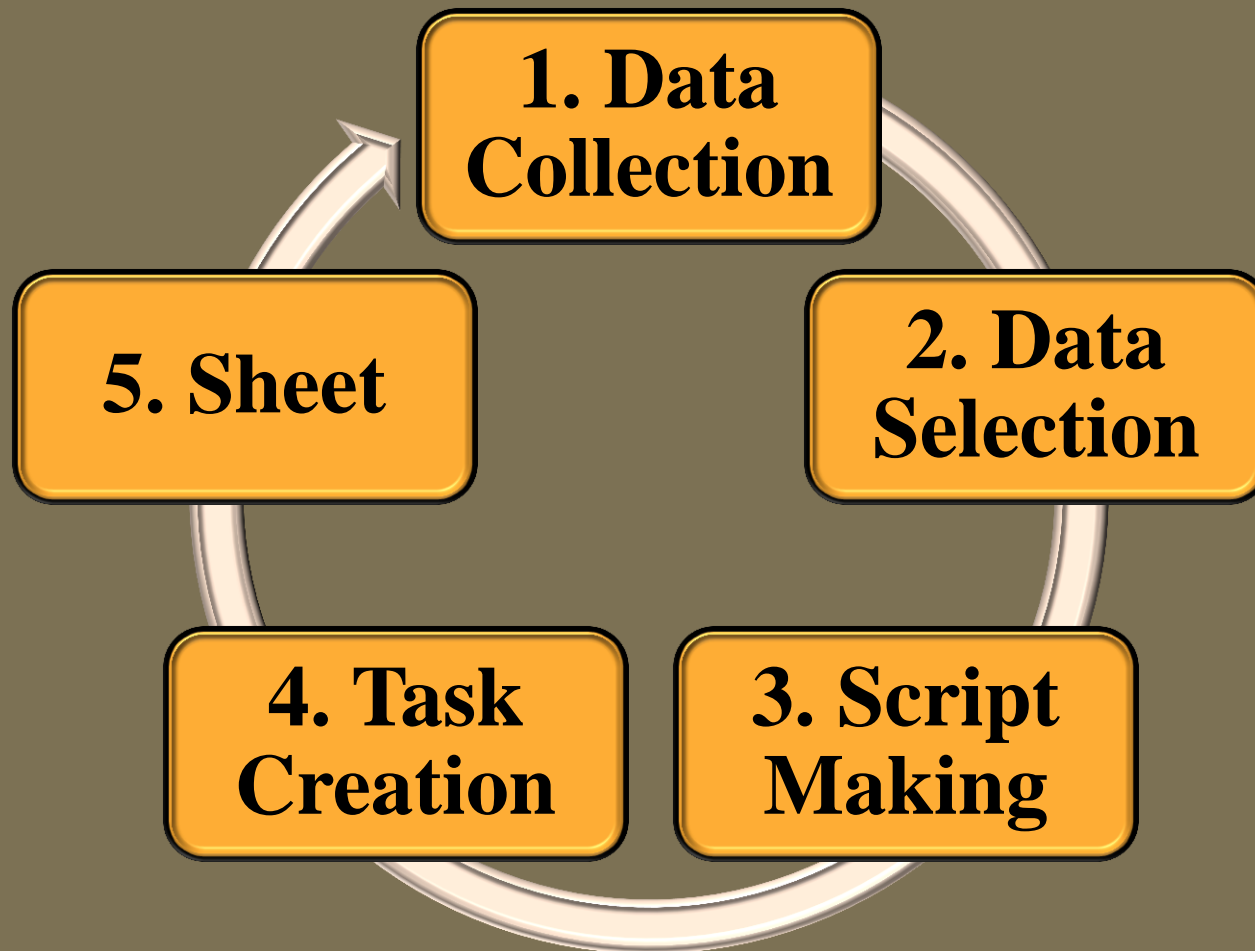 1. Data
Collection
2. Data
Selection
3. Script
Making
4. Task
Creation
5. Sheet